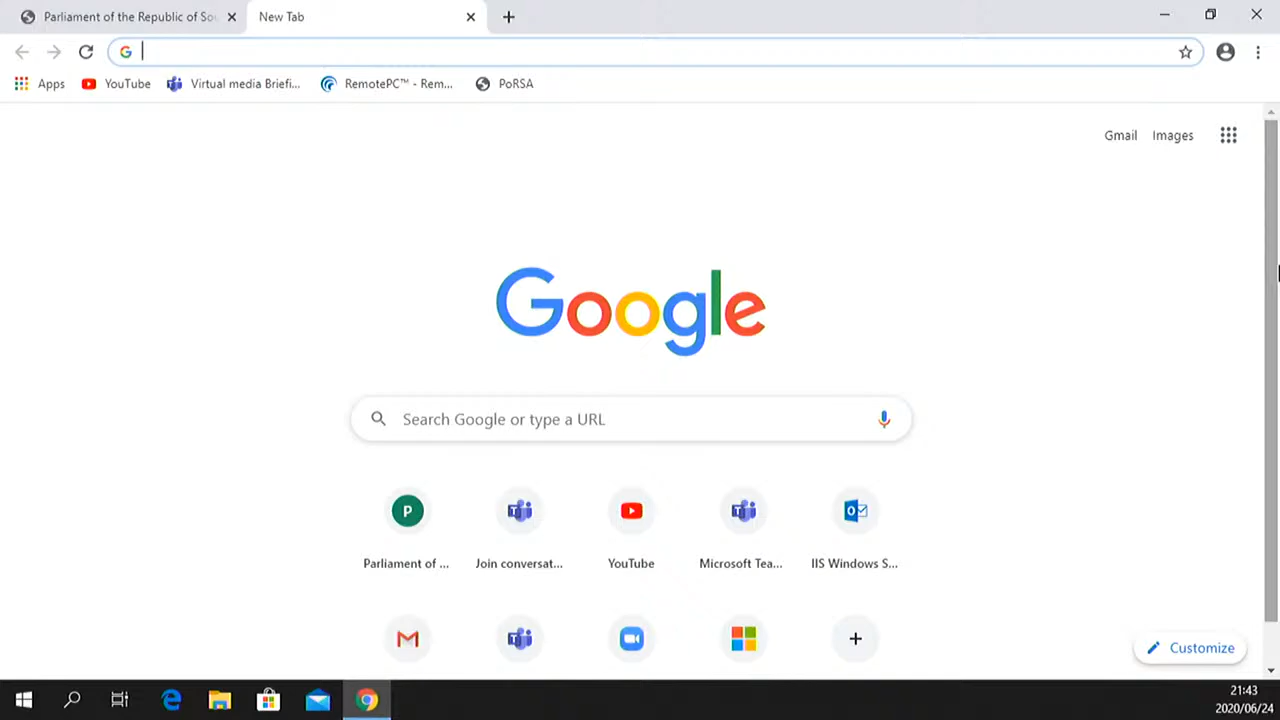 Parliament of the Republic of Sou
New Tab
Apps
YouTube
Virtual media Briefi...
RemotePC™ - Rem...
PoRSA
Gmail
Images
Google
Search Google or type a URL
P
Parliament of ...
Join conversat...
YouTube
Microsoft Tea...
IIS Windows S...
Customize
21:43
2020/06/24